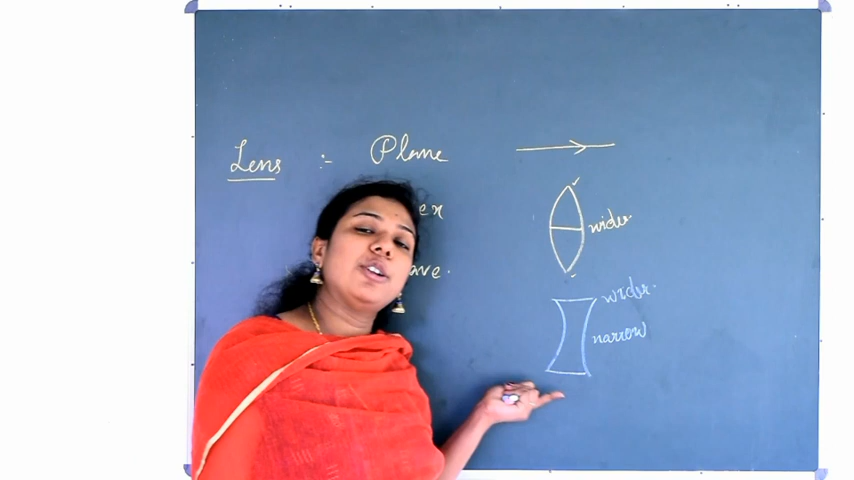 Lens :- Plane
ex
wider
ave.
wider.
narrow